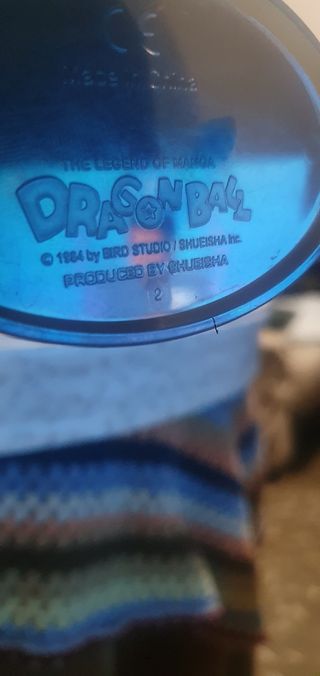 CE
Made in China
THE LEGEND OF MANGA
DRAGON BALL
© 1984 by BIRD STUDIO / SHUEISHA Inc.
PRODUCED BY SHUEISHA
2